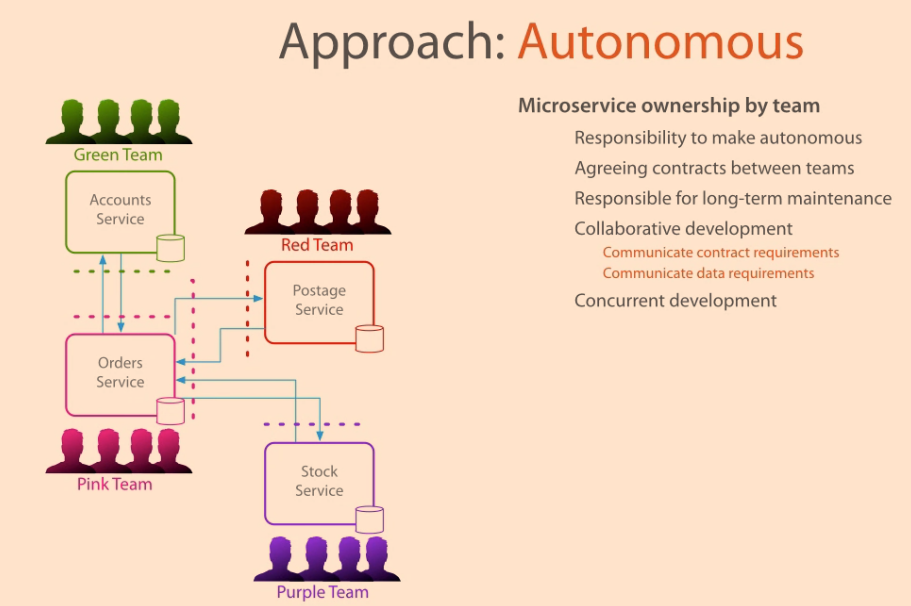 Approach: Autonomous
Green Team
Accounts
Service
Red Team
Postage
Service
Orders
Service
Pink Team
Stock
Service
Purple Team
Microservice ownership by team
Responsibility to make autonomous
Agreeing contracts between teams
Responsible for long-term maintenance
Collaborative development
Communicate contract requirements
Communicate data requirements
Concurrent development